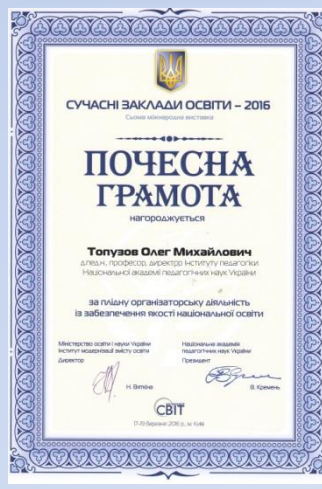 СУЧАСНІ ЗАКЛАДИ ОСВІТИ – 2016
Сьома міжнародна виставка
ПОЧЕСНА
ГРАМОТА
нагороджується
Топузов Олег Михайлович
д.пед.н., професор, директор Інституту педагогіки
Національної академії педагогічних наук України
за плідну організаторську діяльність
із забезпечення якості національної освіти
Міністерство освіти і науки України
Інститут модернізації змісту освіти
Директор
Н. Вяткіна
Національна академія
педагогічних наук України
Президент
В. Кремень
СВІТ
17-19 березня 2016 р., м. Київ